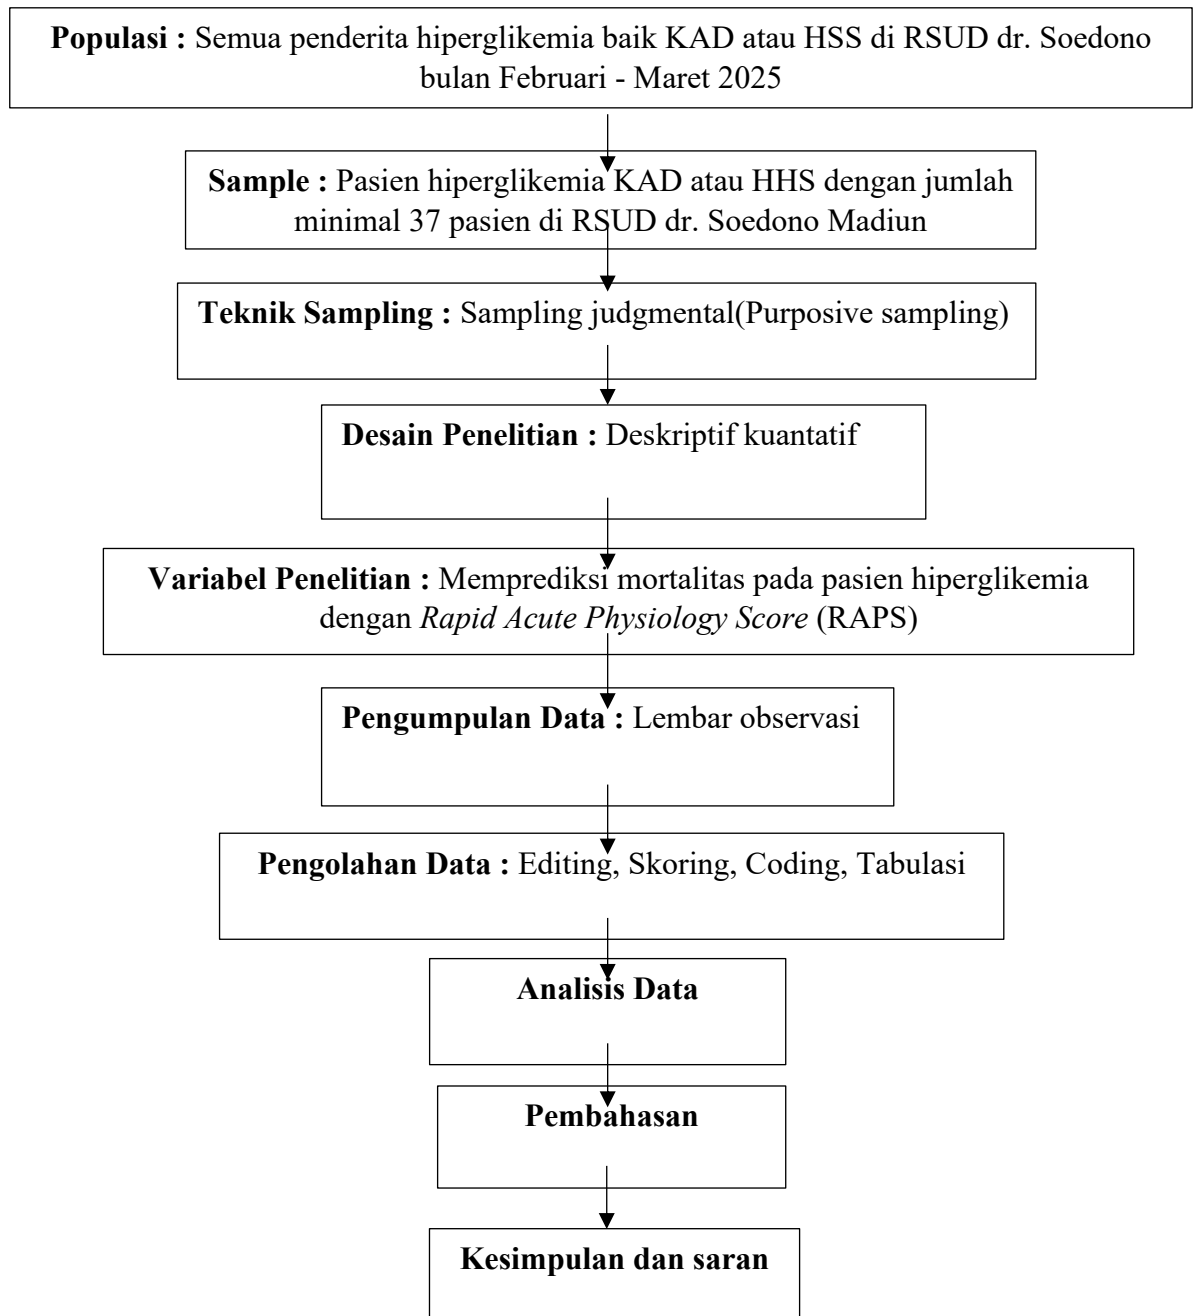 Populasi : Semua penderita hiperglikemia baik KAD atau HSS di RSUD dr. Soedono
bulan Februari - Maret 2025
Sample : Pasien hiperglikemia KAD atau HHS dengan jumlah
minimal 37 pasien di RSUD dr. Soedono Madiun
Teknik Sampling : Sampling judgmental(Purposive sampling)
Desain Penelitian : Deskriptif kuantatif
Variabel Penelitian : Memprediksi mortalitas pada pasien hiperglikemia
dengan Rapid Acute Physiology Score (RAPS)
Pengumpulan Data : Lembar observasi
Pengolahan Data : Editing, Skoring, Coding, Tabulasi
Analisis Data
Pembahasan
Kesimpulan dan saran